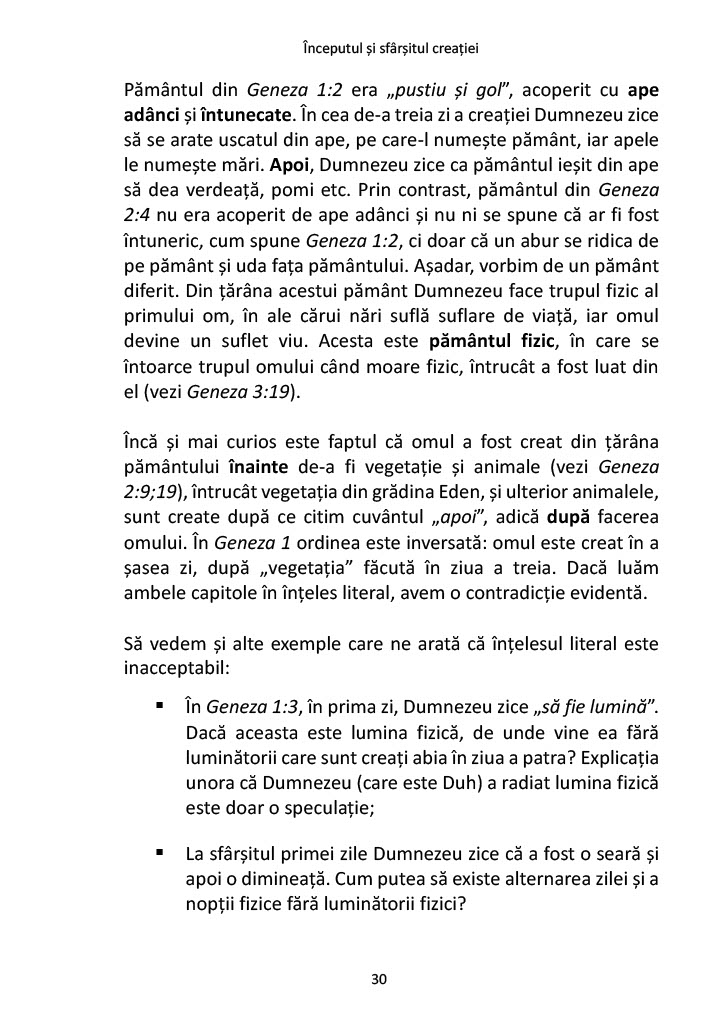 Începutul și sfârșitul creației
Pământul din Geneza 1:2 era „pustiu și gol”, acoperit cu ape
adânci și întunecate. În cea de-a treia zi a creației Dumnezeu zice
să se arate uscatul din ape, pe care-l numește pământ, iar apele
le numește mări. Apoi, Dumnezeu zice ca pământul ieșit din ape
să dea verdeață, pomi etc. Prin contrast, pământul din Geneza
2:4 nu era acoperit de ape adânci și nu ni se spune că ar fi fost
întuneric, cum spune Geneza 1:2, ci doar că un abur se ridica de
pe pământ și uda fața pământului. Așadar, vorbim de un pământ
diferit. Din țărâna acestui pământ Dumnezeu face trupul fizic al
primului om, în ale cărui nări suflă suflare de viață, iar omul
devine un suflet viu. Acesta este pământul fizic, în care se
întoarce trupul omului când moare fizic, întrucât a fost luat din
el (vezi Geneza 3:19).
Încă și mai curios este faptul că omul a fost creat din țărâna
pământului înainte de-a fi vegetație și animale (vezi Geneza
2:9;19), întrucât vegetația din grădina Eden, și ulterior animalele,
sunt create după ce citim cuvântul „apoi”, adică după facerea
omului. În Geneza 1 ordinea este inversată: omul este creat în a
șasea zi, după „vegetația” făcută în ziua a treia. Dacă luăm
ambele capitole în înțeles literal, avem o contradicție evidentă.
Să vedem și alte exemple care ne arată că înțelesul literal este
inacceptabil:
▪ În Geneza 1:3, în prima zi, Dumnezeu zice „să fie lumină”.
Dacă aceasta este lumina fizică, de unde vine ea fără
luminătorii care sunt creați abia în ziua a patra? Explicația
unora că Dumnezeu (care este Duh) a radiat lumina fizică
este doar o speculație;
▪ La sfârșitul primei zile Dumnezeu zice că a fost o seară și
apoi o dimineață. Cum putea să existe alternarea zilei și a
nopții fizice fără luminătorii fizici?
30